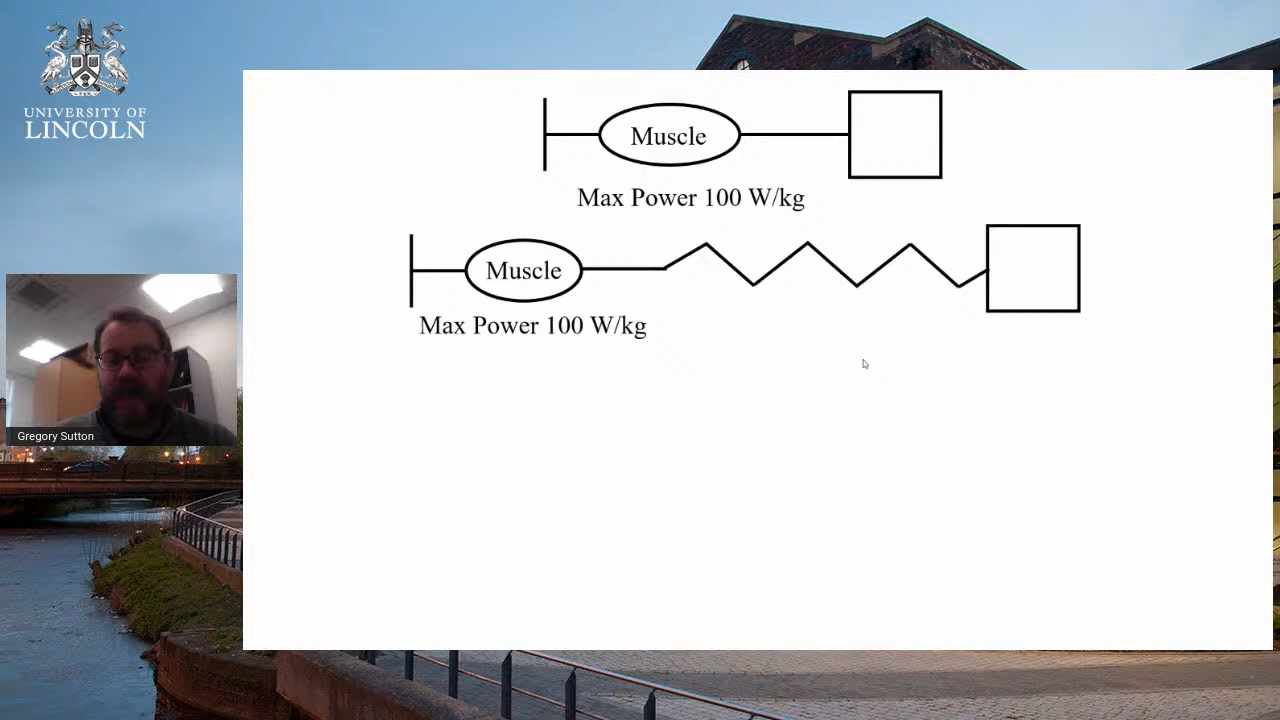 UNIVERSITY OF
LINCOLN
Muscle
Max Power 100 W/kg
Muscle
Max Power 100 W/kg
Gregory Sutton